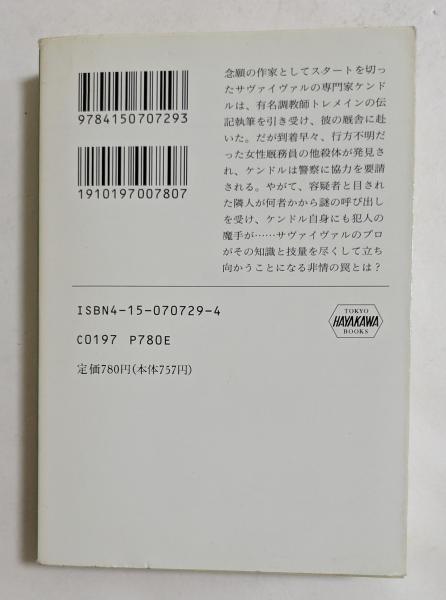 9784150707293
1910197007807
念願の作家としてスタートを切っ
たサヴァイヴァルの専門家ケンド
ルは、有名調教師トレメインの伝
記執筆を引き受け、彼の厩舎に赴
いた。だが到着早々、行方不明だ
った女性厩務員の他殺体が発見さ
れ、ケンドルは警察に協力を要請
される。やがて、容疑者と目され
た隣人が何者かから謎の呼び出し
を受け、ケンドル自身にも犯人の
魔手が……サヴァイヴァルのプロ
がその知識と技量を尽くして立ち
向かうことになる非情の罠とは？
ISBN4-15-070729-4
C0197 P780E
定価780円(本体757円)
TOKYO
HAYAKAWA
BOOKS